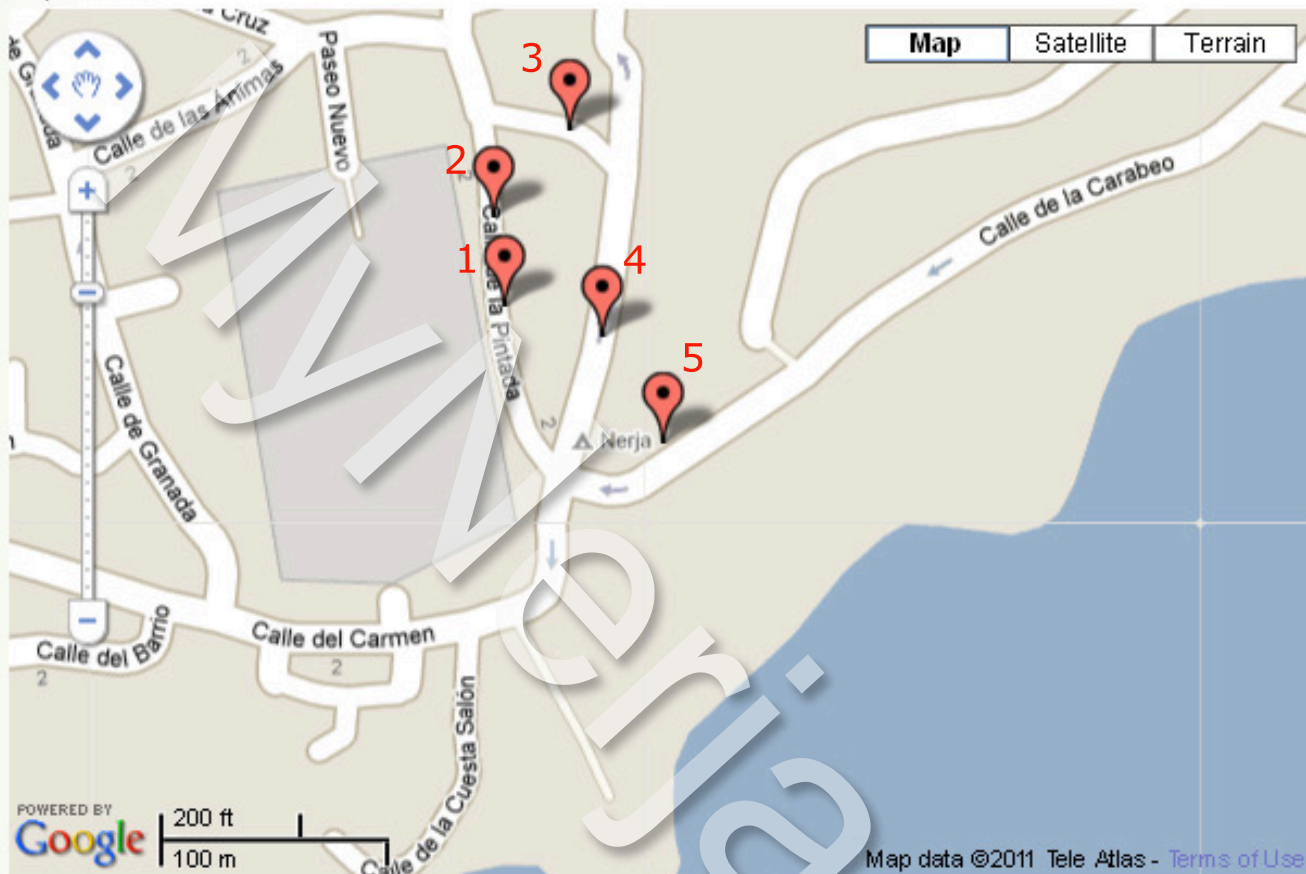 Cruz
Map
Satellite
Terrain
Paseo Nuevo
3
2
Calle de las Ánimas
2
2
2
Calle de la Carabeo
1
4
Calle de la Pintada
5
Calle de Granada
2
Nerja
Calle del Barrio
2
Calle del Carmen
2
Calle de la Cuesta Salón
MyNerja
POWERED BY
Google
200 ft
100 m
Map data ©2011 Tele Atlas - Terms of Use